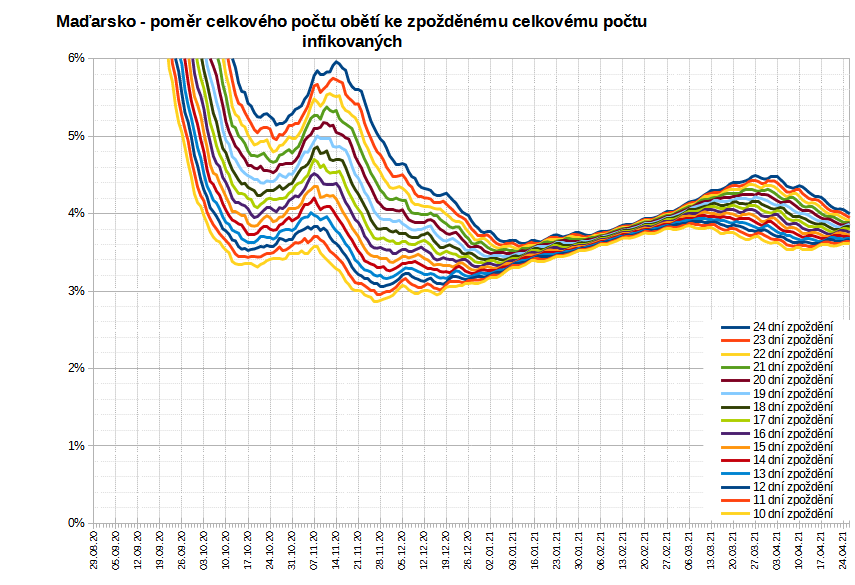 Maďarsko - poměr celkového počtu obětí ke zpožděnému celkovému počtu
infikovaných
6%
5%
4%
3%
2%
1%
0%
24 dní zpoždění
23 dní zpoždění
22 dní zpoždění
21 dní zpoždění
20 dní zpoždění
19 dní zpoždění
18 dní zpoždění
17 dní zpoždění
16 dní zpoždění
15 dní zpoždění
14 dní zpoždění
13 dní zpoždění
12 dní zpoždění
11 dní zpoždění
10 dní zpoždění
29.08.20
05.09.20
12.09.20
19.09.20
26.09.20
03.10.20
10.10.20
17.10.20
24.10.20
31.10.20
07.11.20
14.11.20
21.11.20
28.11.20
05.12.20
12.12.20
19.12.20
26.12.20
02.01.21
09.01.21
16.01.21
23.01.21
30.01.21
06.02.21
13.02.21
20.02.21
27.02.21
06.03.21
13.03.21
20.03.21
27.03.21
03.04.21
10.04.21
17.04.21
24.04.21